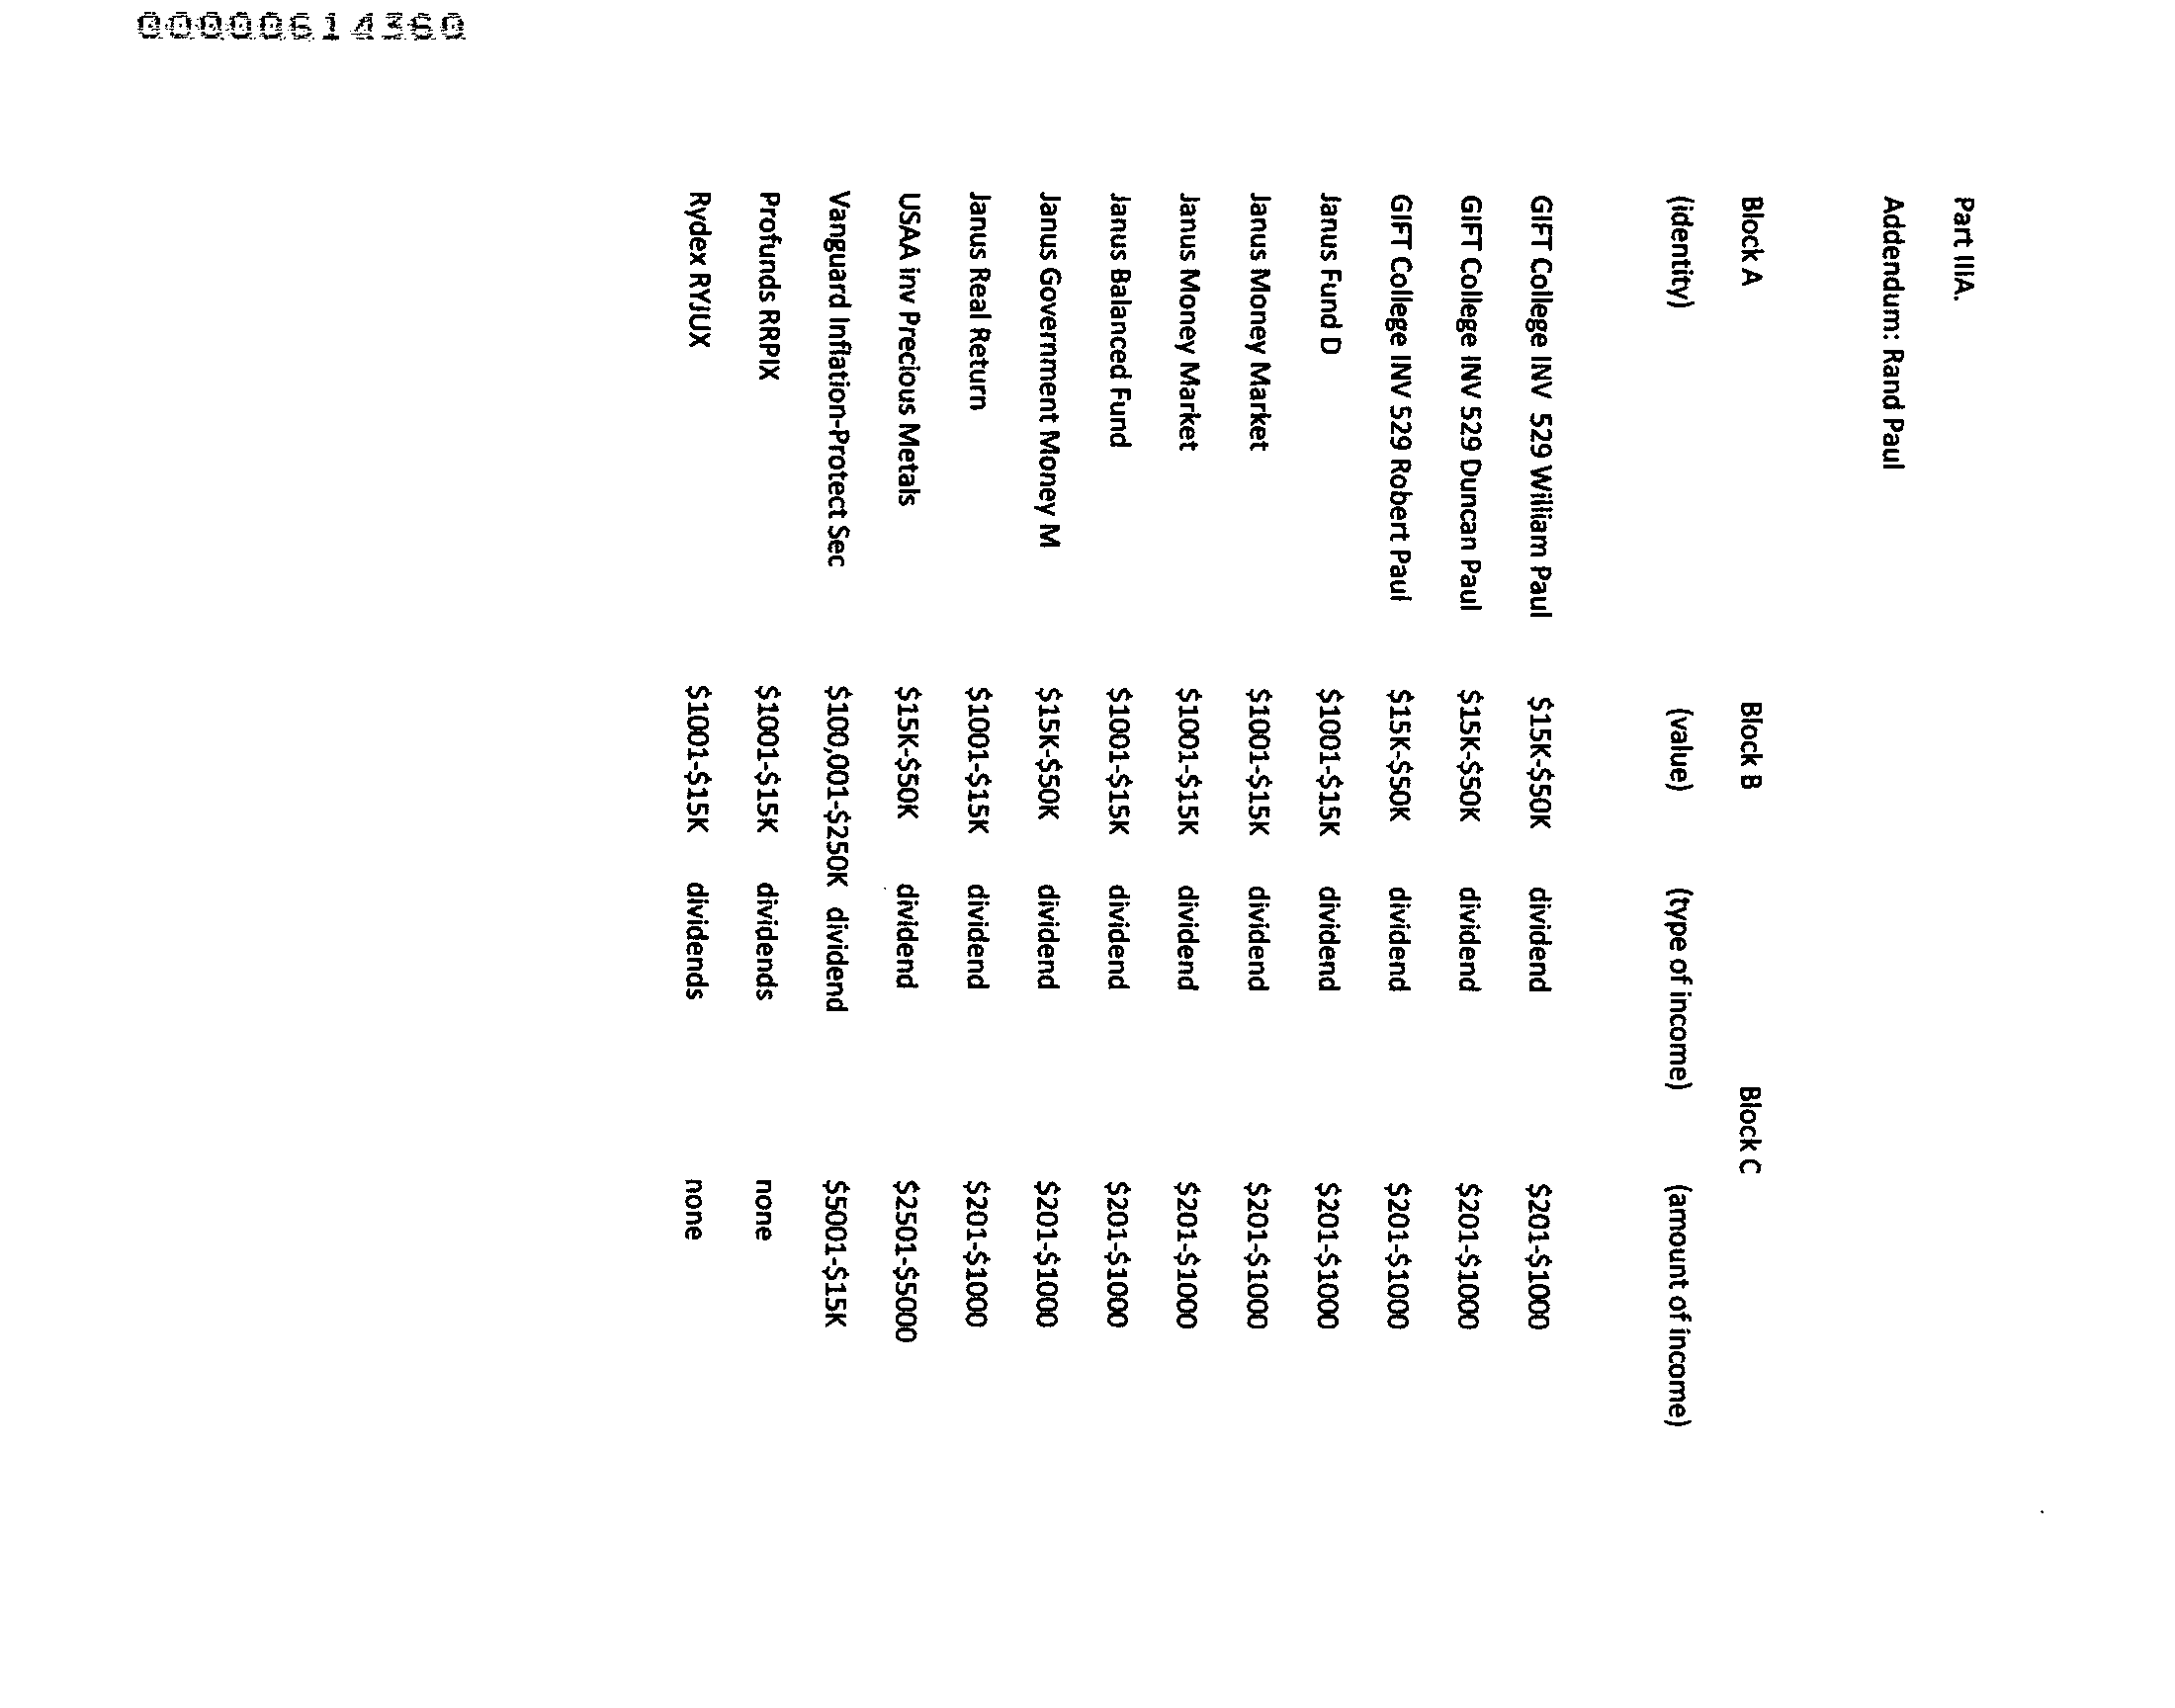 00000614360
Part IIIA.
Addendum: Rand Paul
Block A Block B Block C
(identity) (value) (type of income) (amount of income)
GIFT College INV 529 William Paul $15K-$50K dividend $201-$1000
GIFT College INV 529 Duncan Paul $15K-$50K dividend $201-$1000
GIFT College INV 529 Robert Paul $15K-$50K dividend $201-$1000
Janus Fund D $1001-$15K dividend $201-$1000
Janus Money Market $1001-$15K dividend $201-$1000
Janus Money Market $1001-$15K dividend $201-$1000
Janus Balanced Fund $1001-$15K dividend $201-$1000
Janus Government Money M $15K-$50K dividend $201-$1000
Janus Real Return $1001-$15K dividend $201-$1000
USAA inv Precious Metals $15K-$50K dividend $2501-$5000
Vanguard Inflation-Protect Sec $100,001-$250K dividend $5001-$15K
Profunds RRPIX $1001-$15K dividends none
Rydex RYJUX $1001-$15K dividends none